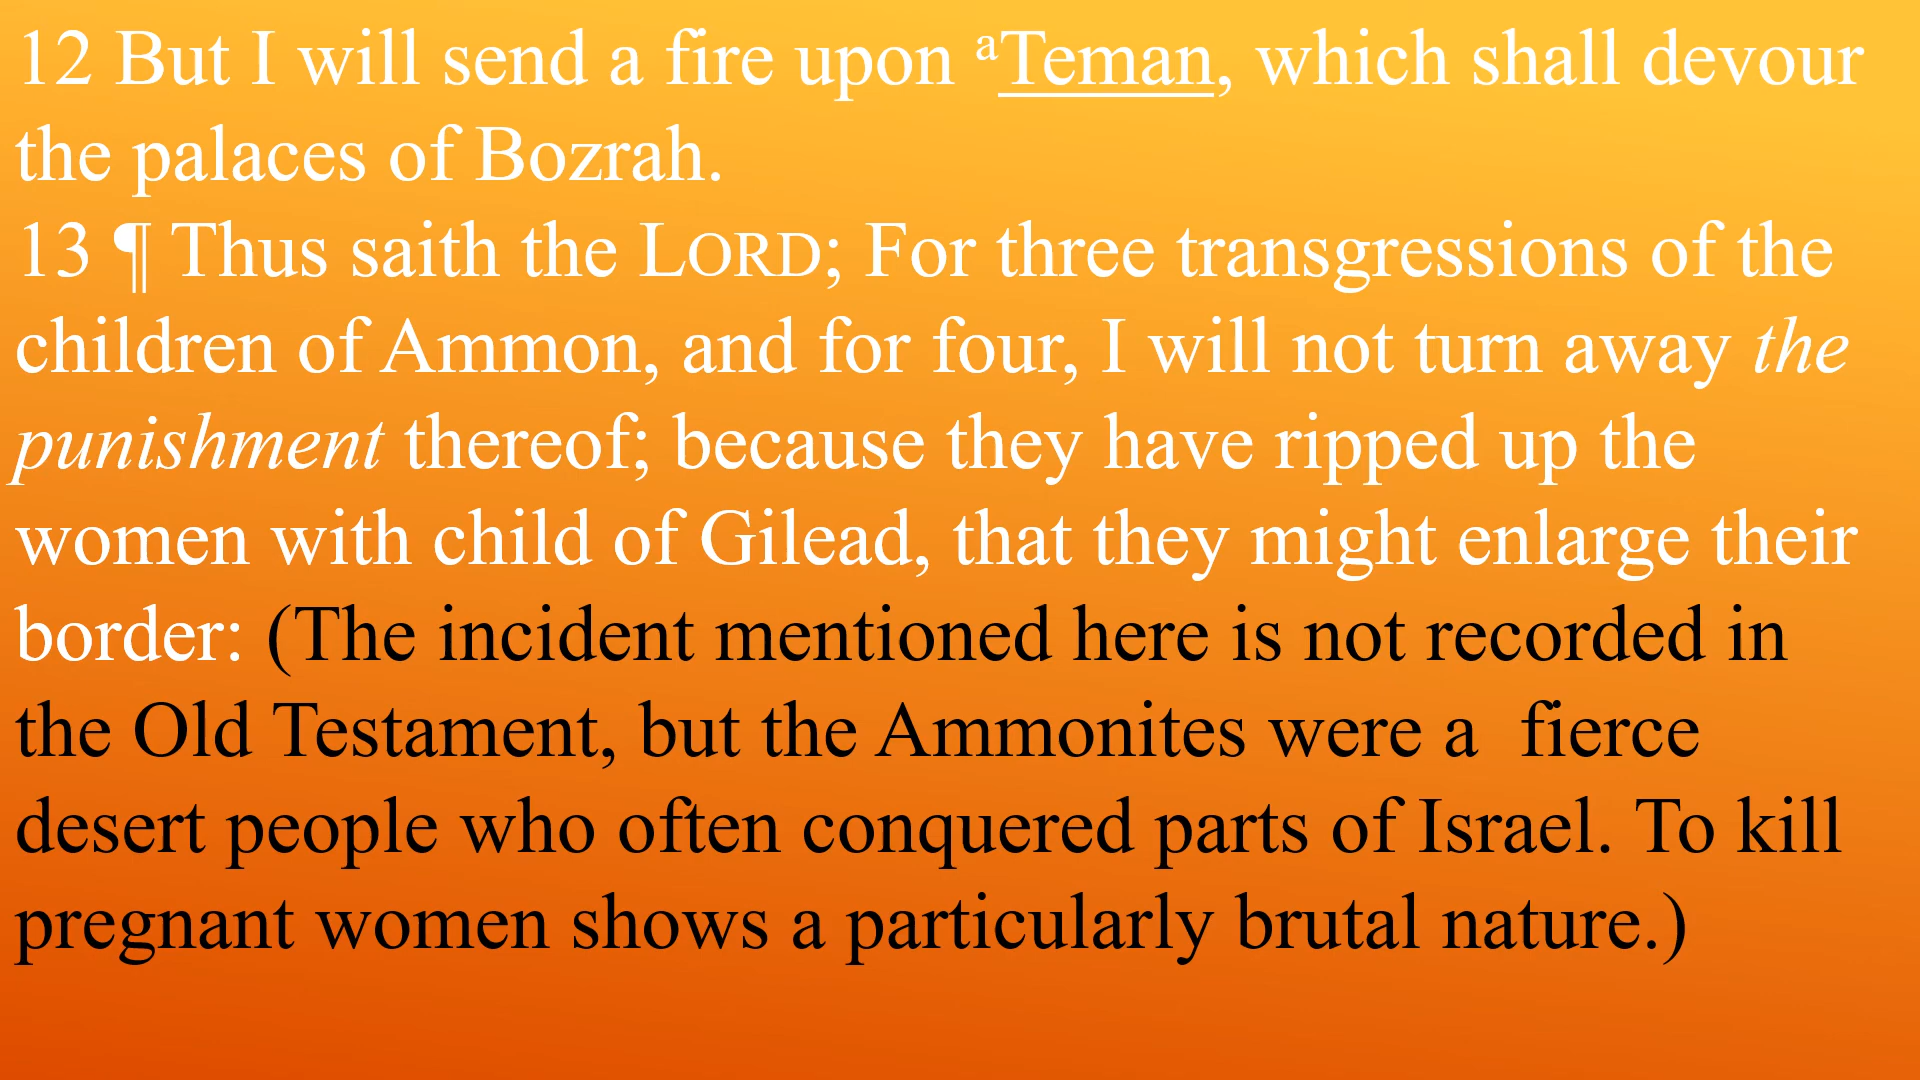 12 But I will send a fire upon ᵃTeman, which shall devour
the palaces of Bozrah.
13 ¶ Thus saith the LORD; For three transgressions of the
children of Ammon, and for four, I will not turn away the
punishment thereof; because they have ripped up the
women with child of Gilead, that they might enlarge their
border: (The incident mentioned here is not recorded in
the Old Testament, but the Ammonites were a  fierce
desert people who often conquered parts of Israel. To kill
pregnant women shows a particularly brutal nature.)